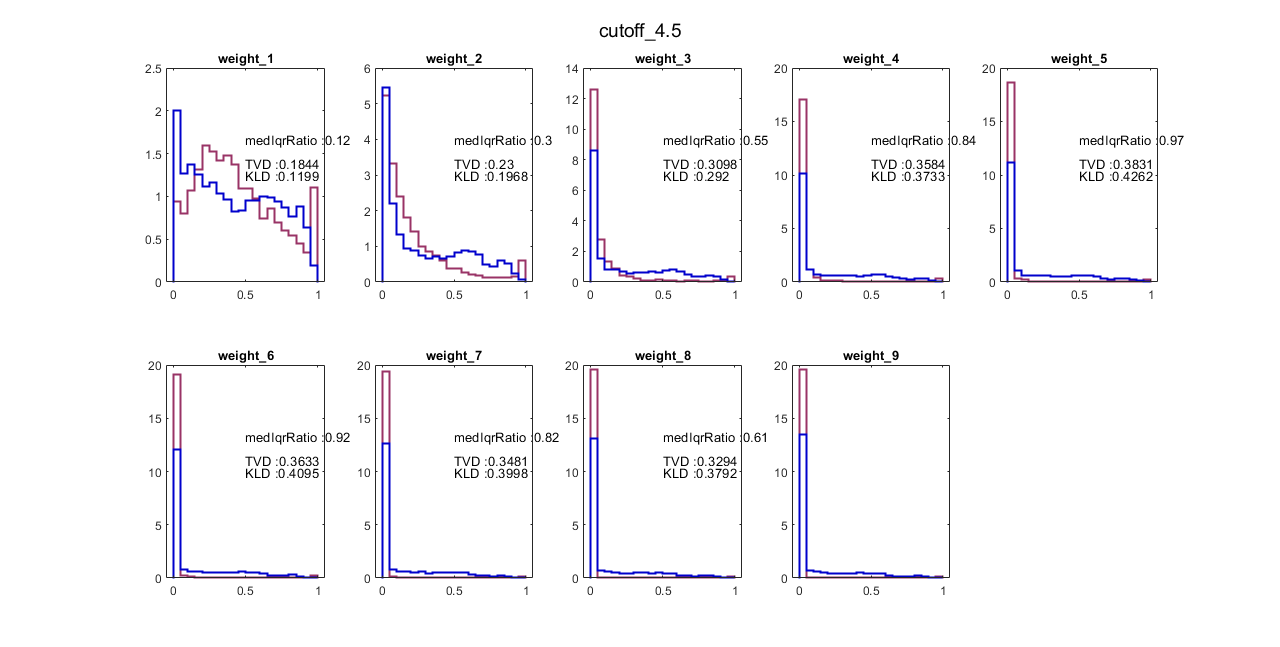 cutoff_4.5
weight_1
2.5
2
1.5
1
0.5
0
0
0.5
1
medIqrRatio :0.12
TVD :0.1844
KLD :0.1199
weight_2
6
5
4
3
2
1
0
0
0.5
1
medIqrRatio :0.3
TVD :0.23
KLD :0.1968
weight_3
14
12
10
8
6
4
2
0
0
0.5
1
medIqrRatio :0.55
TVD :0.3098
KLD :0.292
weight_4
20
15
10
5
0
0
0.5
1
medIqrRatio :0.84
TVD :0.3584
KLD :0.3733
weight_5
20
15
10
5
0
0
0.5
1
medIqrRatio :0.97
TVD :0.3831
KLD :0.4262
weight_6
20
15
10
5
0
0
0.5
1
medIqrRatio :0.92
TVD :0.3633
KLD :0.4095
weight_7
20
15
10
5
0
0
0.5
1
medIqrRatio :0.82
TVD :0.3481
KLD :0.3998
weight_8
20
15
10
5
0
0
0.5
1
medIqrRatio :0.61
TVD :0.3294
KLD :0.3792
weight_9
20
15
10
5
0
0
0.5
1